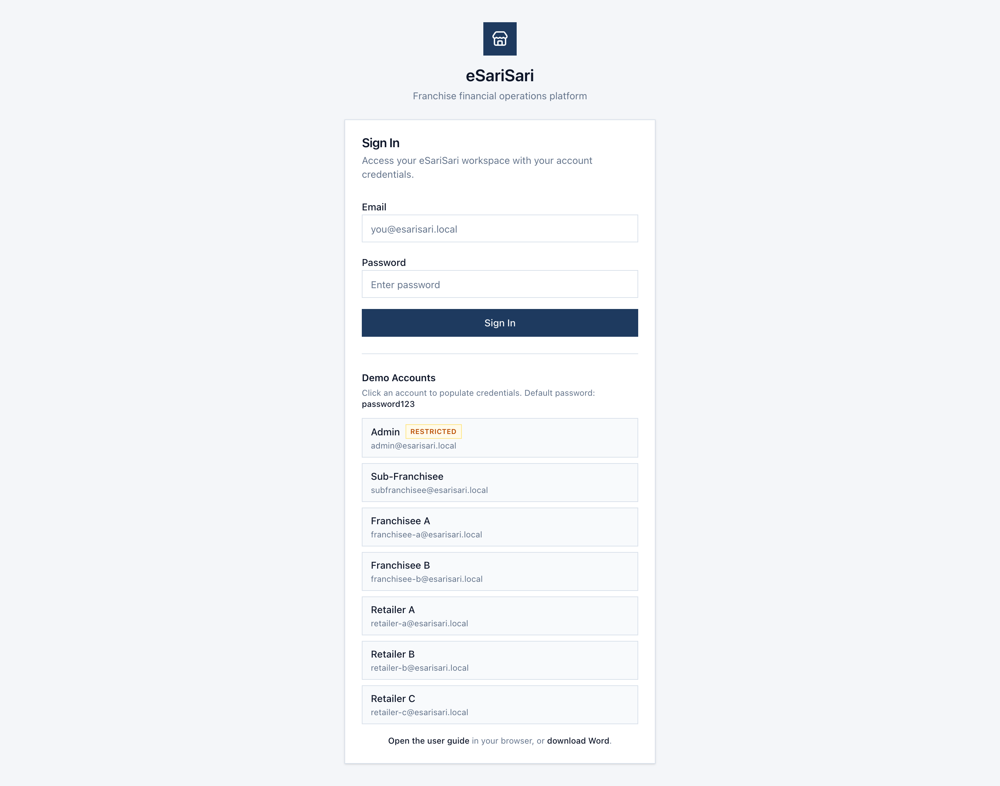 eSariSari
Franchise financial operations platform
Sign In
Access your eSariSari workspace with your account
credentials.
Email
you@esarisari.local
Password
Enter password
Sign In
Demo Accounts
Click an account to populate credentials. Default password:
password123
Admin RESTRICTED
admin@esarisari.local
Sub-Franchisee
subfranchisee@esarisari.local
Franchisee A
franchisee-a@esarisari.local
Franchisee B
franchisee-b@esarisari.local
Retailer A
retailer-a@esarisari.local
Retailer B
retailer-b@esarisari.local
Retailer C
retailer-c@esarisari.local
Open the user guide in your browser, or download Word.